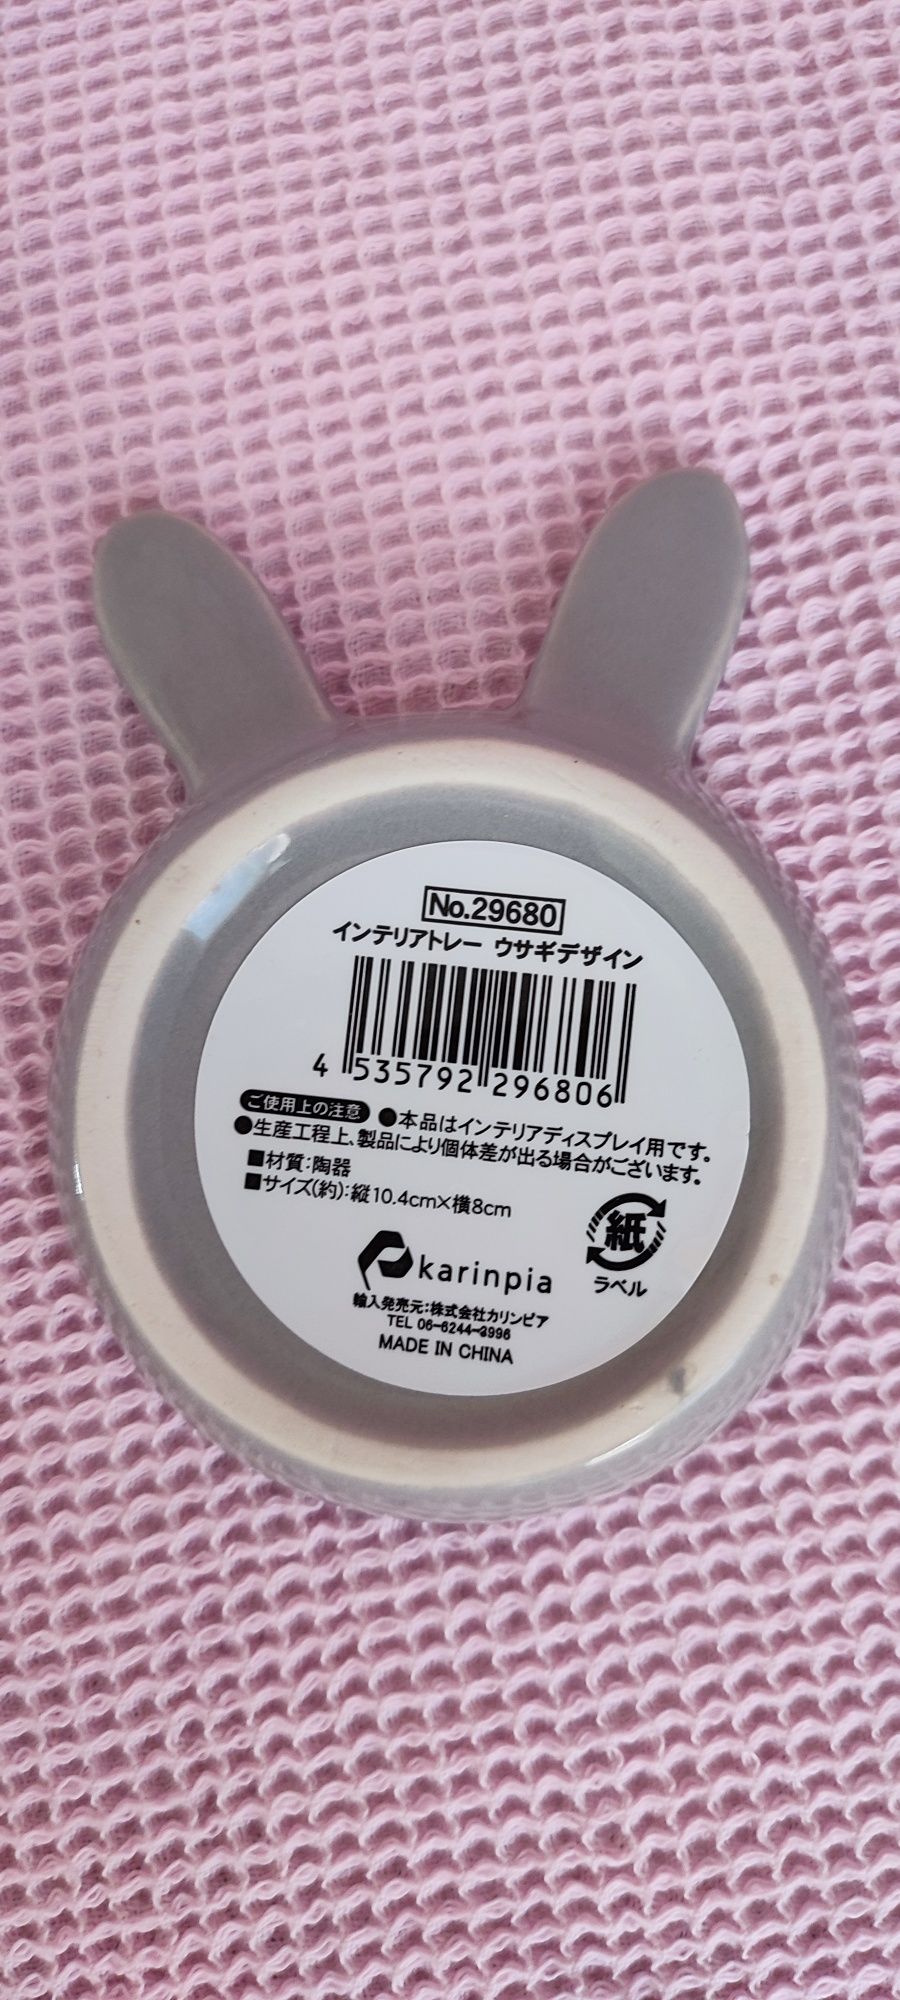 No.29680
インテリアトレー ウサギデザイン
4 535792 296806
ご使用上の注意 ●本品はインテリアディスプレイ用です。
●生産工程上、製品により個体差が出る場合がございます。
■材質：陶器
■サイズ(約)：縦10.4cm×横8cm
紙
ラベル
karinpia
輸入発売元：株式会社カリンピア
TEL 06-6244-3996
MADE IN CHINA